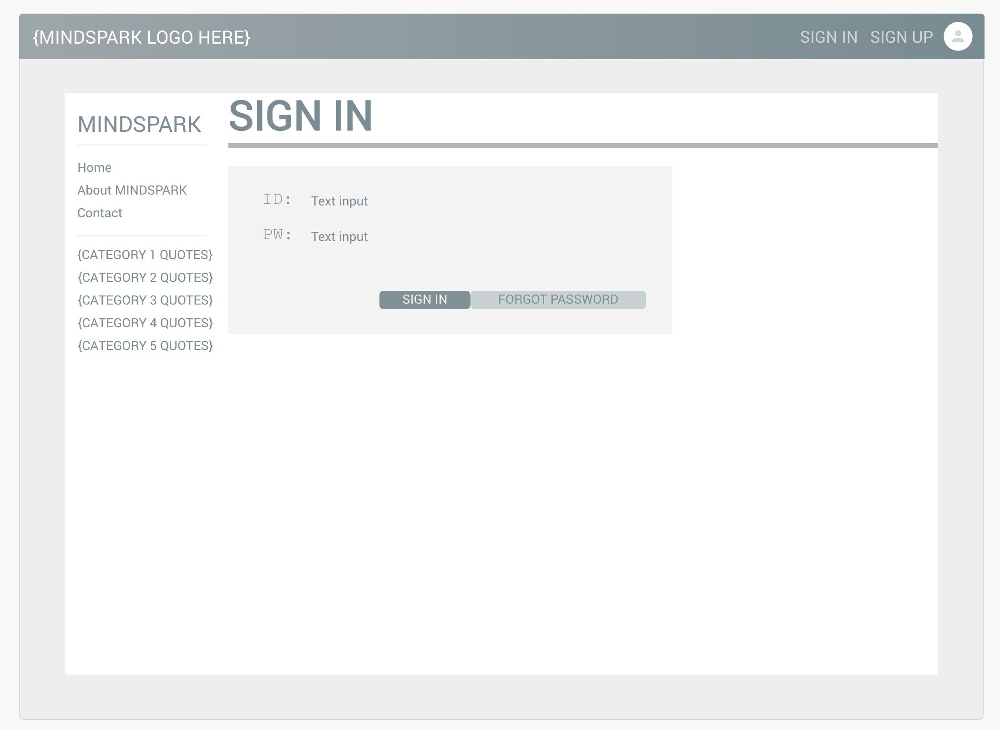 {MINDSPARK LOGO HERE}
SIGN IN SIGN UP
MINDSPARK
Home
About MINDSPARK
Contact
{CATEGORY 1 QUOTES}
{CATEGORY 2 QUOTES}
{CATEGORY 3 QUOTES}
{CATEGORY 4 QUOTES}
{CATEGORY 5 QUOTES}
SIGN IN
ID: Text input
PW: Text input
SIGN IN FORGOT PASSWORD